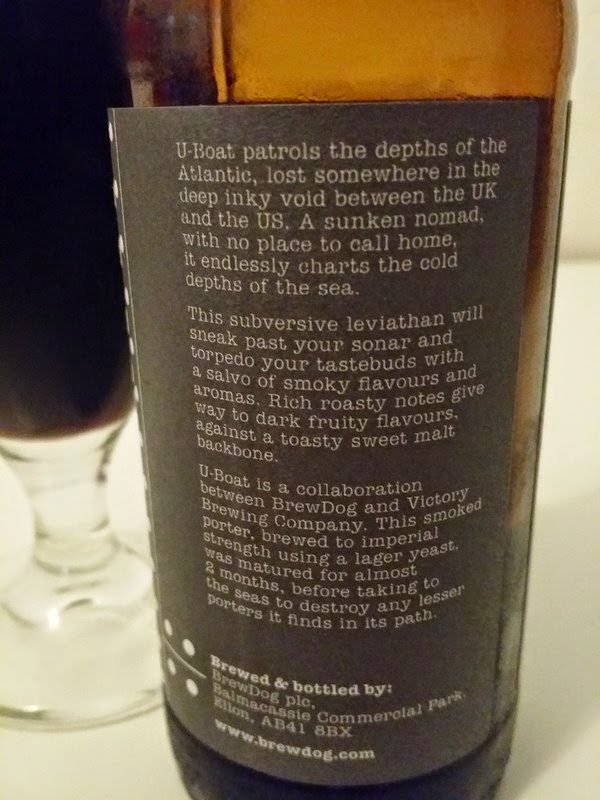 U-Boat patrols the depths of the
Atlantic, lost somewhere in the
deep inky void between the UK
and the US. A sunken nomad,
with no place to call home,
it endlessly charts the cold
depths of the sea.
This subversive leviathan will
sneak past your sonar and
torpedo your tastebuds with
a salvo of smoky flavours and
aromas. Rich roasty notes give
way to dark fruity flavours,
against a toasty sweet malt
backbone.
U-Boat is a collaboration
between BrewDog and Victory
Brewing Company. This smoked
porter, brewed to imperial
strength using a lager yeast,
was matured for almost
2 months, before taking to
the seas to destroy any lesser
porters it finds in its path.
Brewed & bottled by:
BrewDog plc,
Balmacassie Commercial Park,
Ellon, AB41 8BX
www.brewdog.com